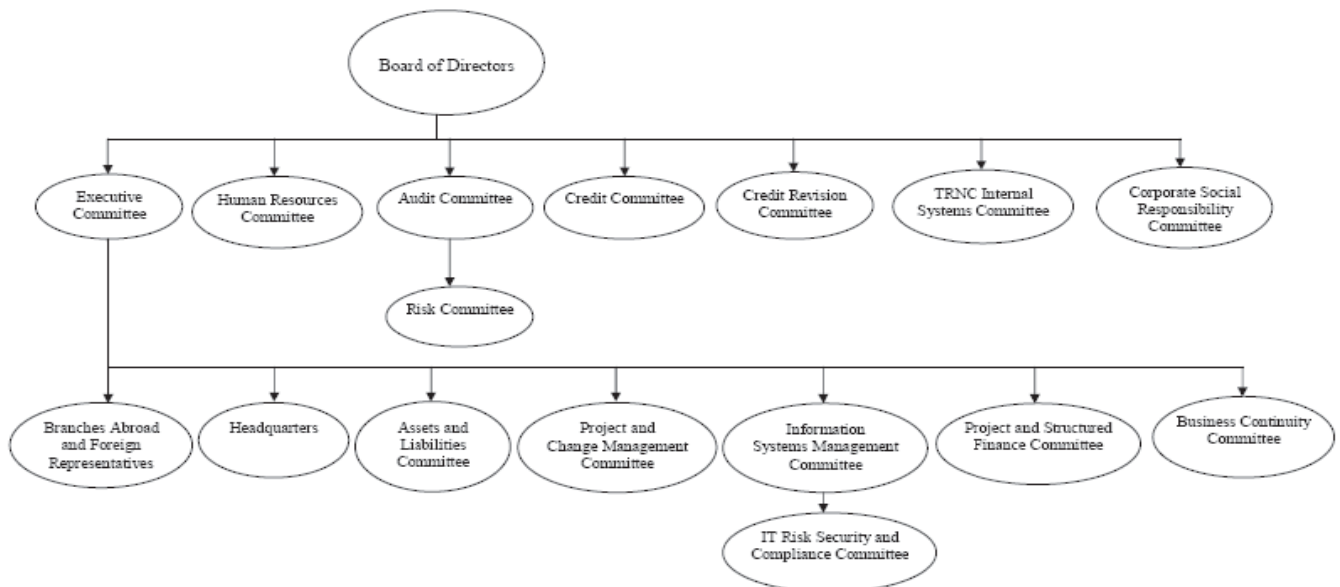 Board of Directors
Executive
Committee
Human Resources
Committee
Audit Committee
Credit Committee
Credit Revision
Committee
TRNC Internal
Systems Committee
Corporate Social
Responsibility
Committee
Risk Committee
Branches Abroad
and Foreign
Representatives
Headquarters
Assets and
Liabilities
Committee
Project and
Change Management
Committee
Information
Systems Management
Committee
Project and Structured
Finance Committee
Business Continuity
Committee
IT Risk Security and
Compliance Committee